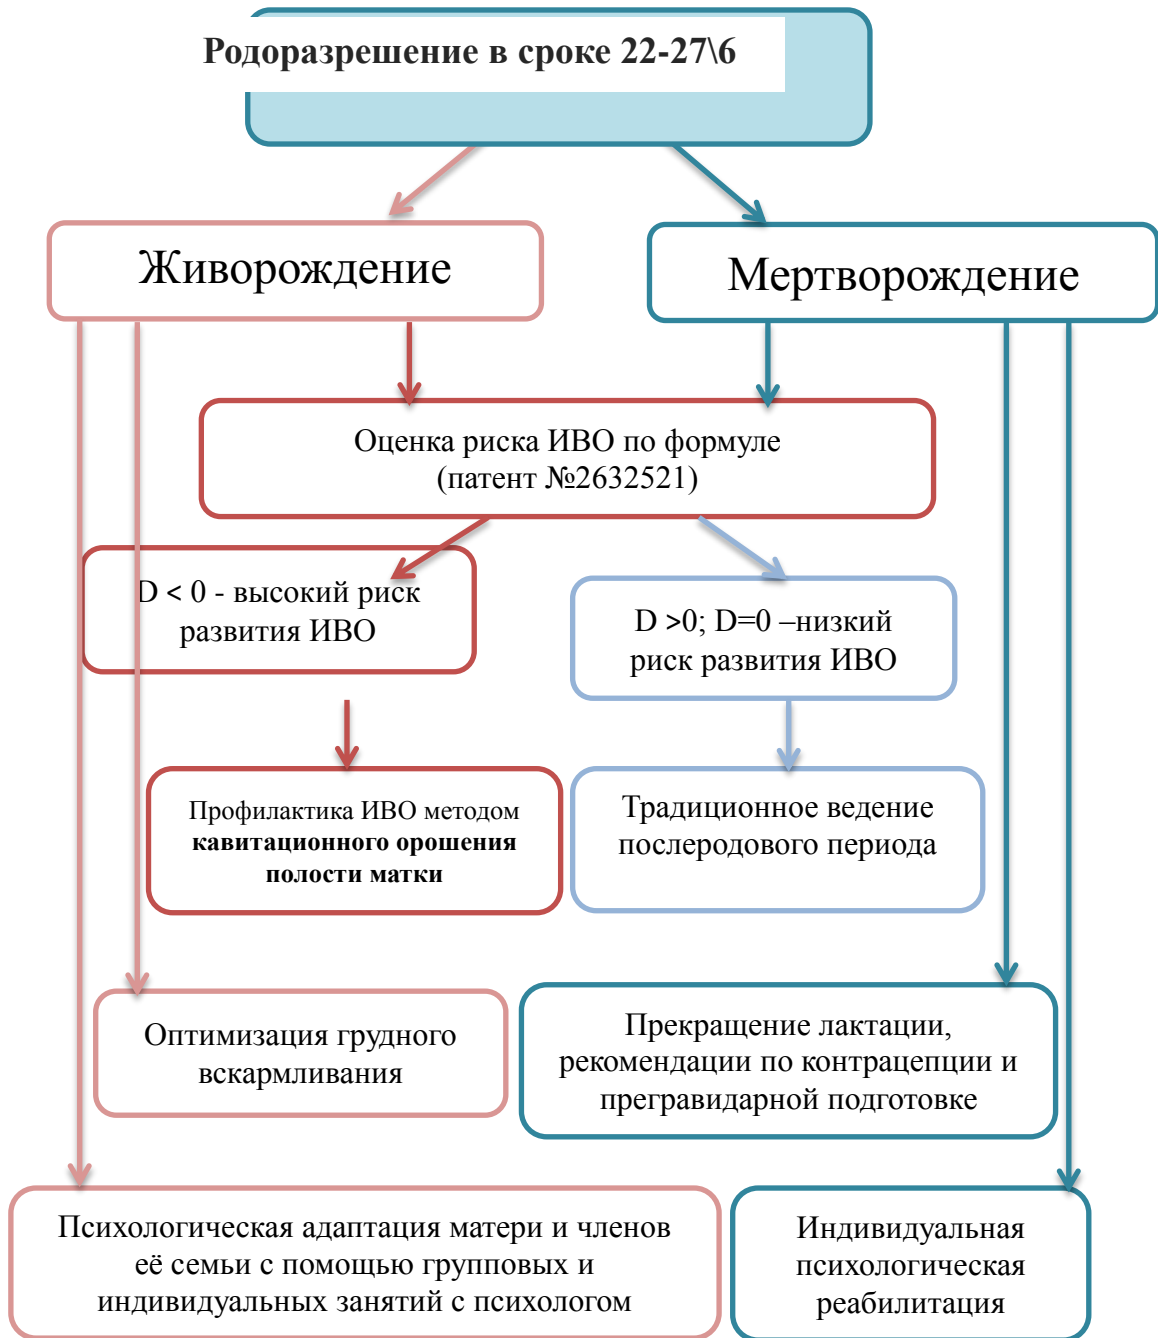 Родоразрешение в сроке 22-27\6
Живорождение
Мертворождение
Оценка риска ИВО по формуле
(патент №2632521)
D < 0 - высокий риск
развития ИВО
D >0; D=0 –низкий
риск развития ИВО
Профилактика ИВО методом
кавитационного орошения
полости матки
Традиционное ведение
послеродового периода
Оптимизация грудного
вскармливания
Прекращение лактации,
рекомендации по контрацепции и
прегравидарной подготовке
Психологическая адаптация матери и членов
её семьи с помощью групповых и
индивидуальных занятий с психологом
Индивидуальная
психологическая
реабилитация